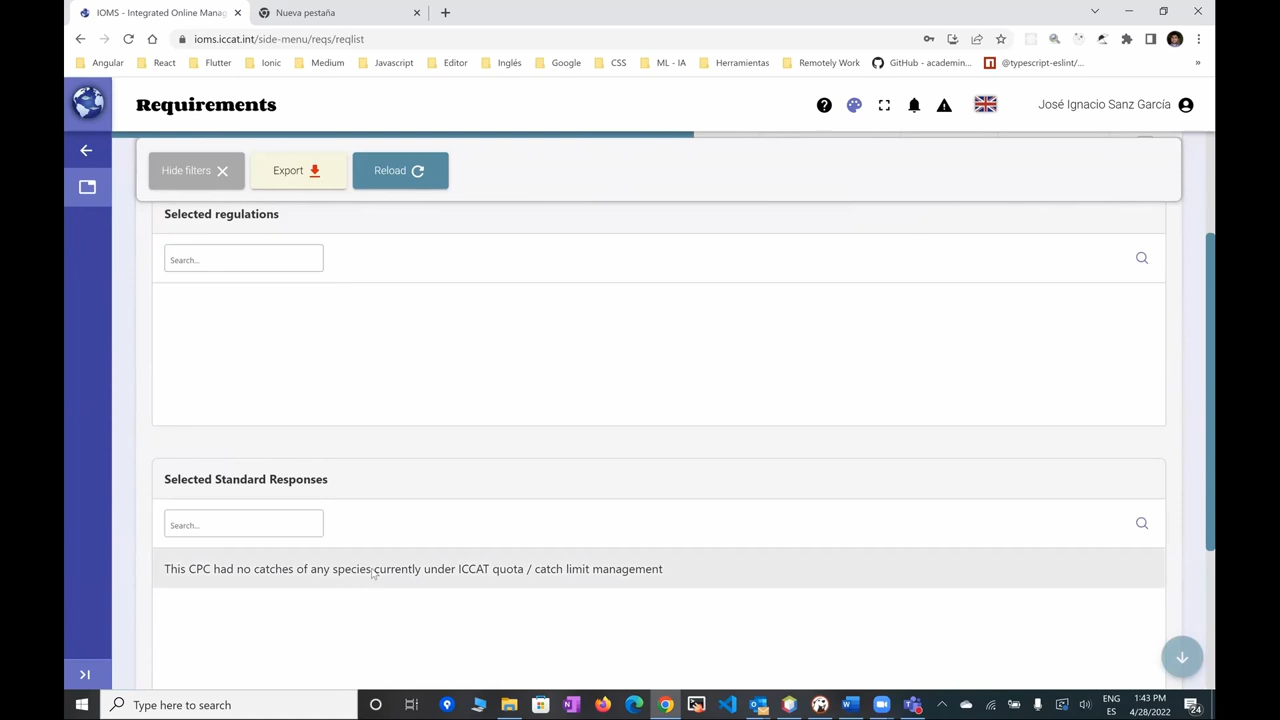 IOMS - Integrated Online Manag
Nueva pestaña
ioms.iccat.int/side-menu/reqs/reqlist
Angular
React
Flutter
Ionic
Medium
Javascript
Editor
Inglés
Google
CSS
ML - IA
Herramientas
Remotely Work
GitHub - academin...
@typescript-eslint/...
»
Requirements
José Ignacio Sanz García
Hide filters
Export
Reload
Selected regulations
Search...
Selected Standard Responses
Search...
This CPC had no catches of any species currently under ICCAT quota / catch limit management
Type here to search
ENG
ES
1:43 PM
4/28/2022
24